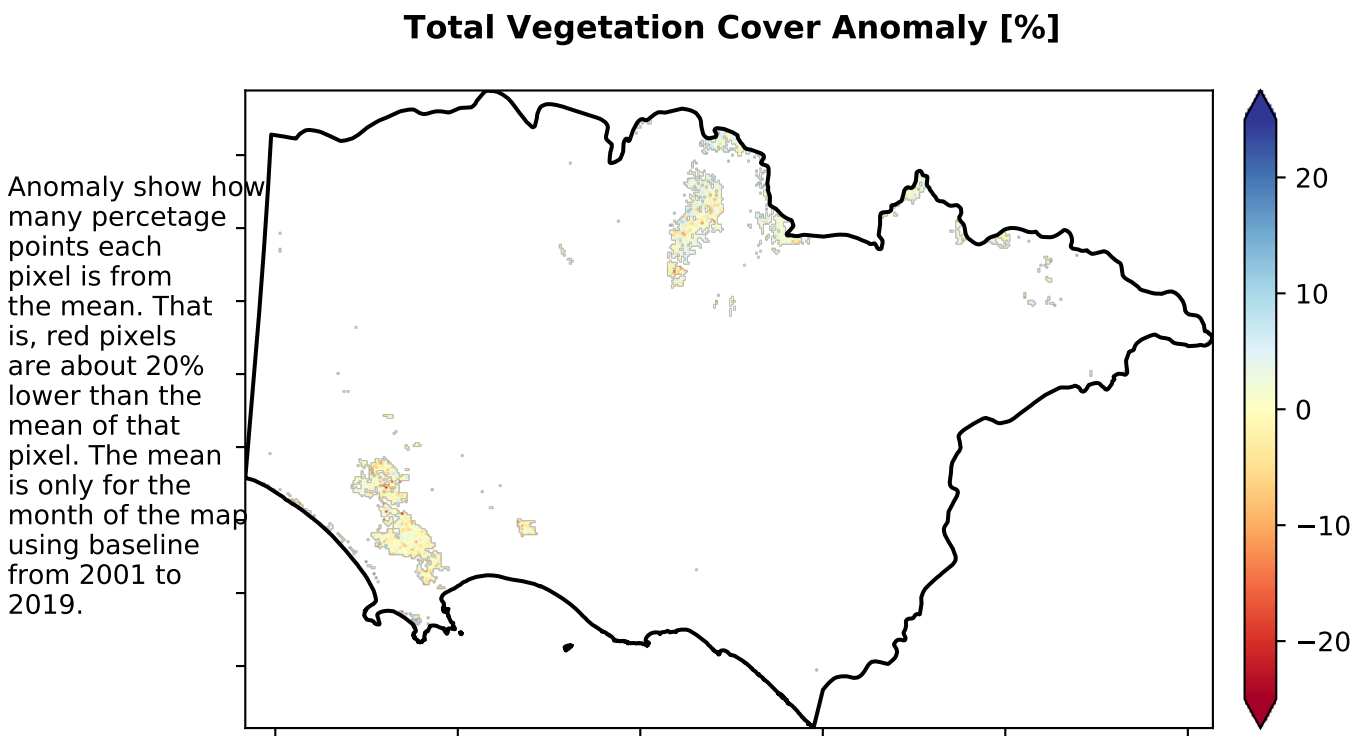 Total Vegetation Cover Anomaly [%]
Anomaly show how
many percetage
points each
pixel is from
the mean. That
is, red pixels
are about 20%
lower than the
mean of that
pixel. The mean
is only for the
month of the map
using baseline
from 2001 to
2019.
20
10
0
−10
−20